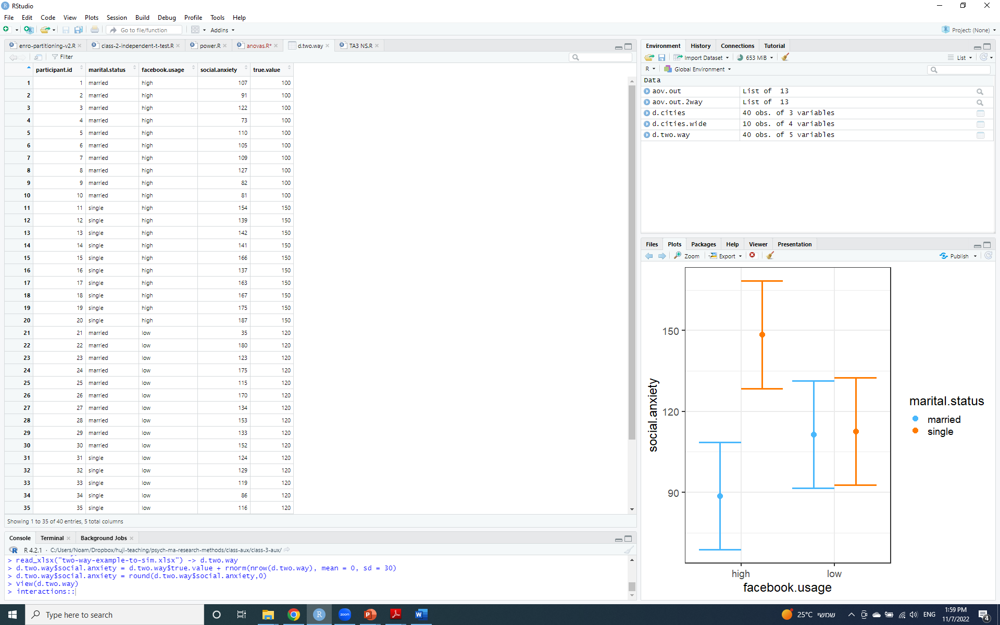 RStudio
File Edit Code View Plots Session Build Debug Profile Tools Help
Go to file/function Addins Project: (None)
enro-partitioning-v2.R class-2-independent-t-test.R power.R anovas.R* d.two.way TA3 NS.R
Filter
participant.id marital.status facebook.usage social.anxiety true.value
1 1 married high 107 100
2 2 married high 91 100
3 3 married high 122 100
4 4 married high 73 100
5 5 married high 110 100
6 6 married high 105 100
7 7 married high 109 100
8 8 married high 127 100
9 9 married high 82 100
10 10 married high 81 100
11 11 single high 154 150
12 12 single high 139 150
13 13 single high 142 150
14 14 single high 141 150
15 15 single high 166 150
16 16 single high 137 150
17 17 single high 163 150
18 18 single high 167 150
19 19 single high 175 150
20 20 single high 187 150
21 21 married low 35 120
22 22 married low 180 120
23 23 married low 123 120
24 24 married low 175 120
25 25 married low 115 120
26 26 married low 170 120
27 27 married low 134 120
28 28 married low 153 120
29 29 married low 133 120
30 30 married low 152 120
31 31 single low 124 120
32 32 single low 129 120
33 33 single low 119 120
34 34 single low 86 120
35 35 single low 116 120
Showing 1 to 35 of 40 entries, 5 total columns
Console Terminal Background Jobs
R 4.2.1 · C:/Users/Noam/Dropbox/huji-teaching/psych-ma-research-methods/class-aux/class-3-aux/
> read_xlsx("two-way-example-to-sim.xlsx") -> d.two.way
> d.two.way$social.anxiety = d.two.way$true.value + rnorm(nrow(d.two.way), mean = 0, sd = 30)
> d.two.way$social.anxiety = round(d.two.way$social.anxiety,0)
> View(d.two.way)
> interactions::
Environment History Connections Tutorial
Import Dataset 653 MiB List
R Global Environment
Data
aov.out List of 13
aov.out.2way List of 13
d.cities 40 obs. of 3 variables
d.cities.wide 10 obs. of 4 variables
d.two.way 40 obs. of 5 variables
Files Plots Packages Help Viewer Presentation
Zoom Export Publish
150
120
90
social.anxiety
high low
facebook.usage
marital.status
married
single
Type here to search
zoom
25°C שמשי
ENG
1:59 PM
11/7/2022
4